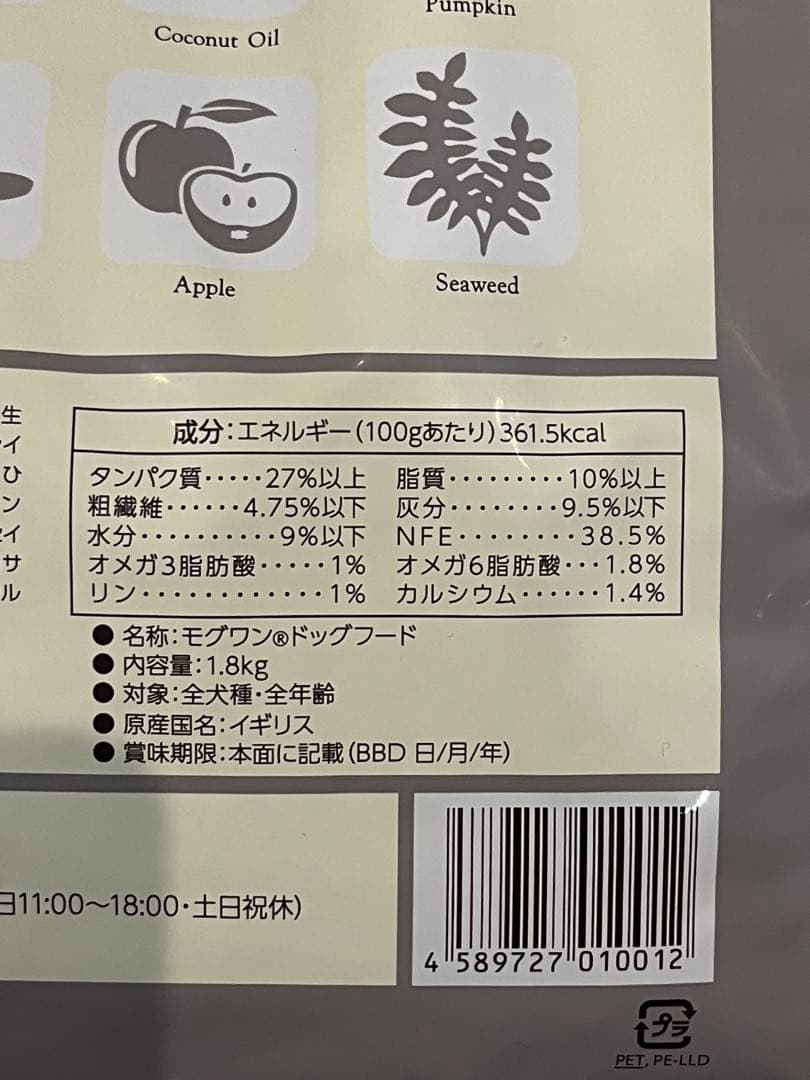 Pumpkin
Coconut Oil
Apple
Seaweed
生
イ
ひ
ン
イ
サ
ル
成分：エネルギー（100gあたり）361.5kcal
タンパク質・・・・・27%以上 脂質・・・・・・・・・10%以上
粗繊維・・・・・・4.75%以下 灰分・・・・・・・・9.5%以下
水分・・・・・・・・・・9%以下 NFE・・・・・・・・38.5%
オメガ3脂肪酸・・・・・1% オメガ6脂肪酸・・・1.8%
リン・・・・・・・・・・・・1% カルシウム・・・・・・1.4%
● 名称：モグワン®ドッグフード
● 内容量：1.8kg
● 対象：全犬種・全年齢
● 原産国名：イギリス
● 賞味期限：本面に記載（BBD 日/月/年）
日11:00〜18:00・土日祝休）
4 589727 010012
プラ
PET, PE-LLD